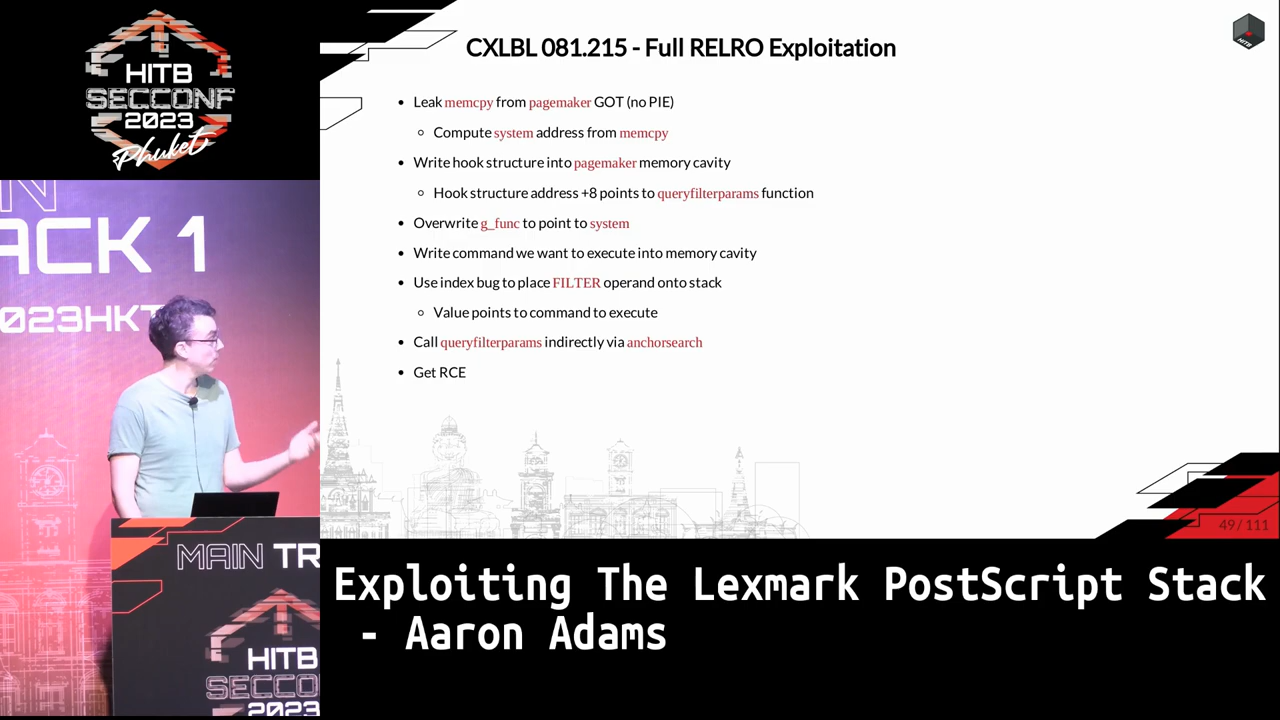 HITB
SECCONF
2023
Phuket
ACK 1
023HKT
MAIN TR
HITB
SECCO
2023
CXLBL 081.215 - Full RELRO Exploitation
HITB
• Leak memcpy from pagemaker GOT (no PIE)
◦ Compute system address from memcpy
• Write hook structure into pagemaker memory cavity
◦ Hook structure address +8 points to queryfilterparams function
• Overwrite g_func to point to system
• Write command we want to execute into memory cavity
• Use index bug to place FILTER operand onto stack
◦ Value points to command to execute
• Call queryfilterparams indirectly via anchorsearch
• Get RCE
49 / 111
Exploiting The Lexmark PostScript Stack
- Aaron Adams